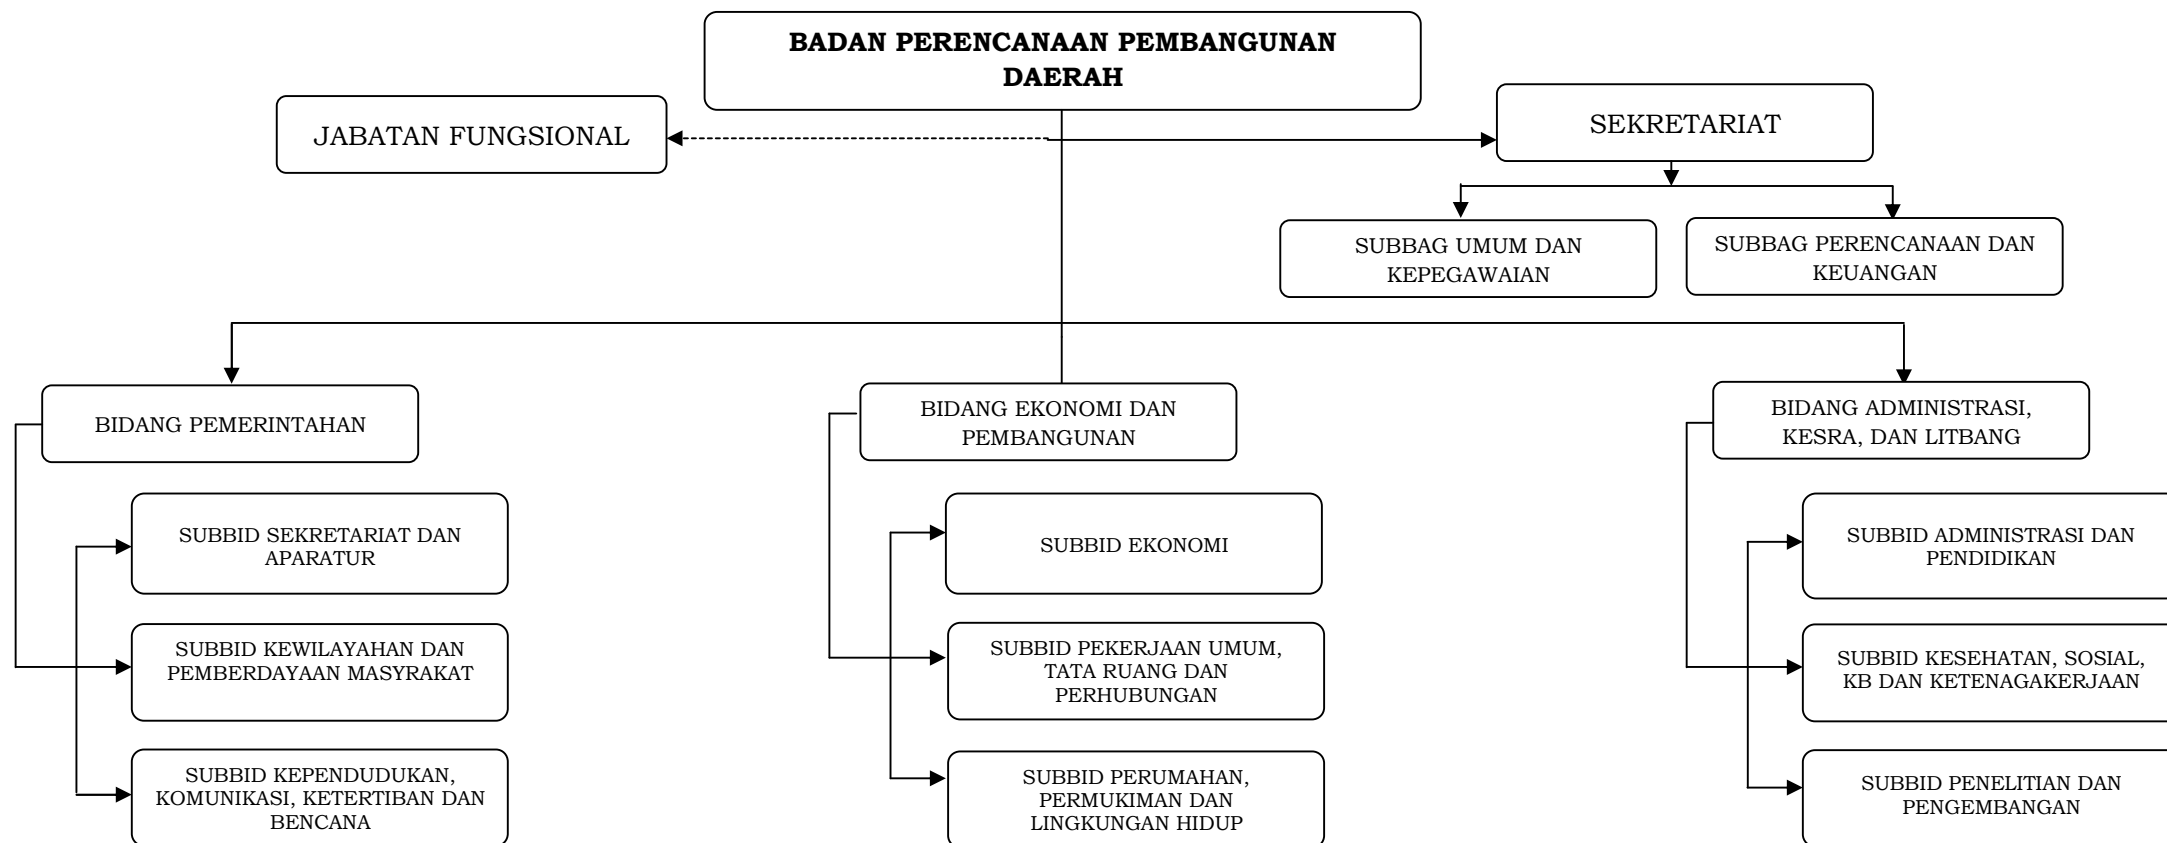 BADAN PERENCANAAN PEMBANGUNAN
DAERAH
JABATAN FUNGSIONAL
SEKRETARIAT
SUBBAG UMUM DAN
KEPEGAWAIAN
SUBBAG PERENCANAAN DAN
KEUANGAN
BIDANG PEMERINTAHAN
BIDANG EKONOMI DAN
PEMBANGUNAN
BIDANG ADMINISTRASI,
KESRA, DAN LITBANG
SUBBID SEKRETARIAT DAN
APARATUR
SUBBID EKONOMI
SUBBID ADMINISTRASI DAN
PENDIDIKAN
SUBBID KEWILAYAHAN DAN
PEMBERDAYAAN MASYRAKAT
SUBBID PEKERJAAN UMUM,
TATA RUANG DAN
PERHUBUNGAN
SUBBID KESEHATAN, SOSIAL,
KB DAN KETENAGAKERJAAN
SUBBID KEPENDUDUKAN,
KOMUNIKASI, KETERTIBAN DAN
BENCANA
SUBBID PERUMAHAN,
PERMUKIMAN DAN
LINGKUNGAN HIDUP
SUBBID PENELITIAN DAN
PENGEMBANGAN